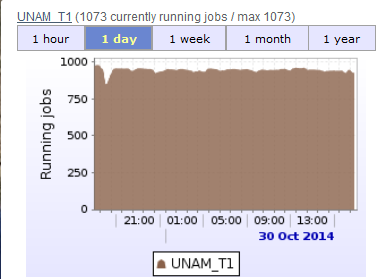 UNAM_T1 (1073 currently running jobs / max 1073)
1 hour 1 day 1 week 1 month 1 year
Running jobs
1000
750
500
250
0
21:00 01:00 05:00 09:00 13:00
30 Oct 2014
UNAM_T1